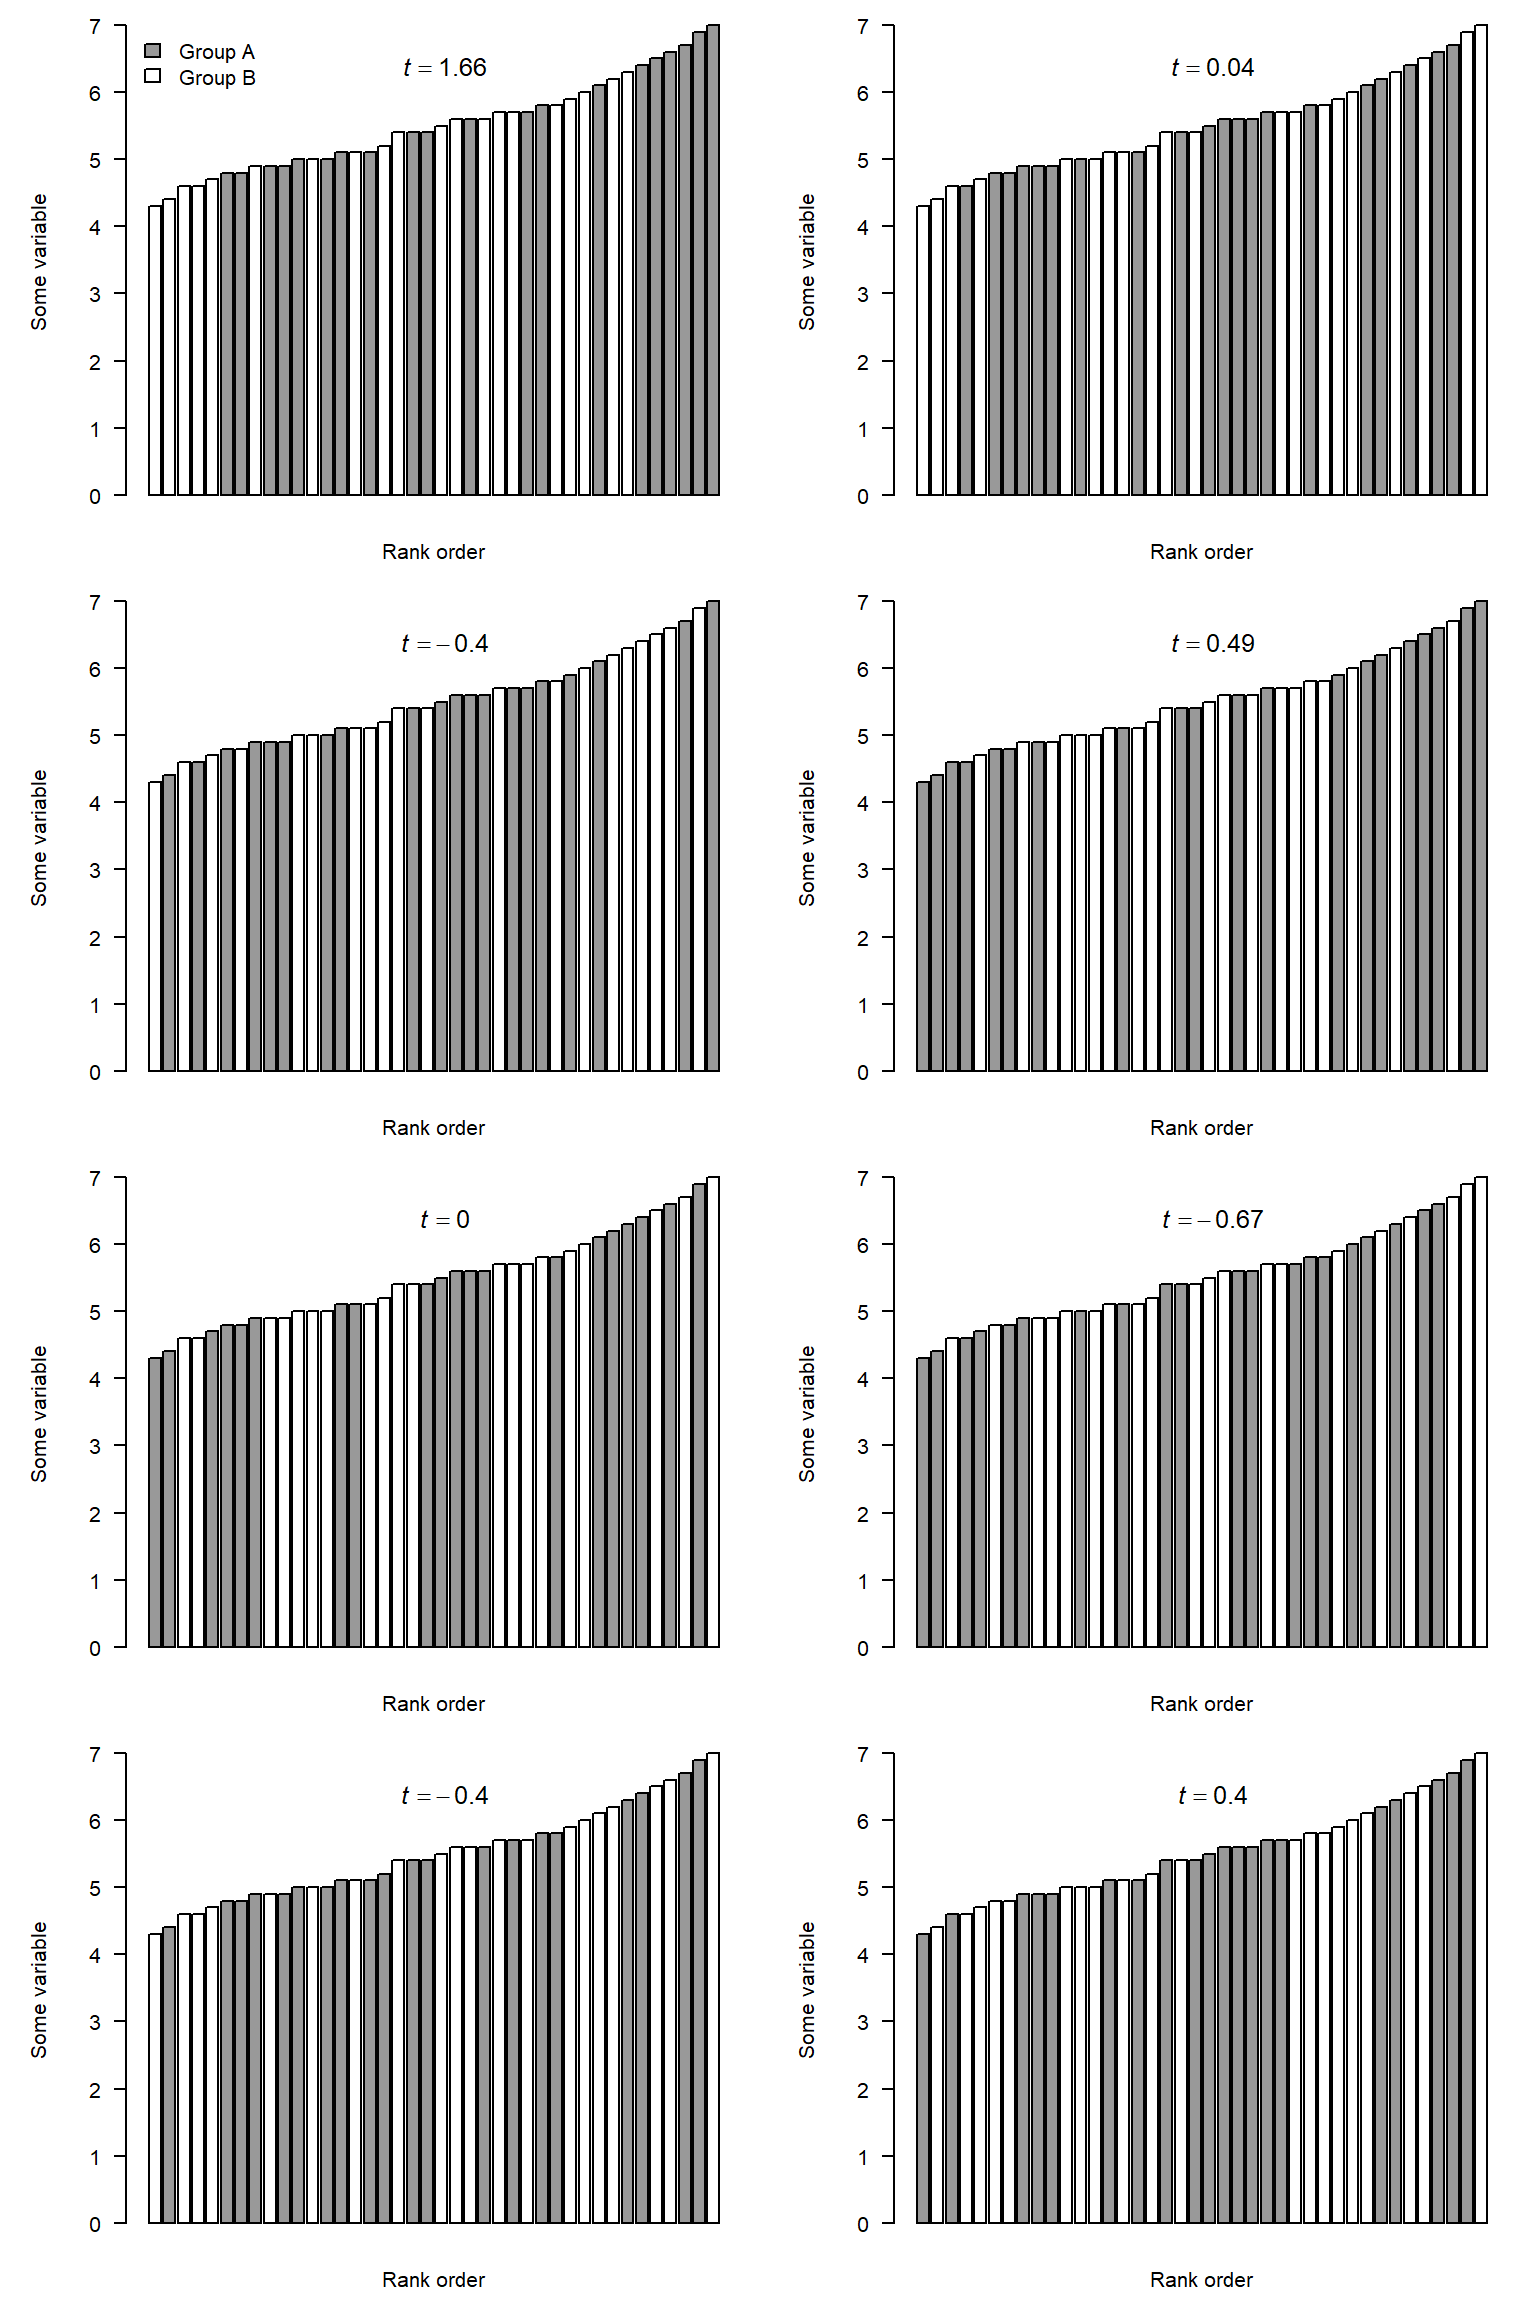 7
6
5
4
3
2
1
0
Some variable
Group A
Group B
t = 1.66
Rank order
7
6
5
4
3
2
1
0
Some variable
t = 0.04
Rank order
7
6
5
4
3
2
1
0
Some variable
t = − 0.4
Rank order
7
6
5
4
3
2
1
0
Some variable
t = 0.49
Rank order
7
6
5
4
3
2
1
0
Some variable
t = 0
Rank order
7
6
5
4
3
2
1
0
Some variable
t = − 0.67
Rank order
7
6
5
4
3
2
1
0
Some variable
t = − 0.4
Rank order
7
6
5
4
3
2
1
0
Some variable
t = 0.4
Rank order